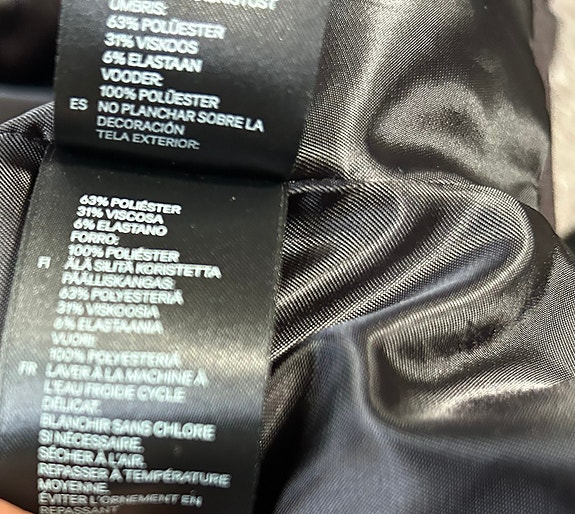 ÜMBRIS:
63% POLÜESTER
31% VISKOOS
6% ELASTAAN
VOODER:
100% POLÜESTER
ES NO PLANCHAR SOBRE LA
DECORACIÓN
TELA EXTERIOR:
63% POLIÉSTER
31% VISCOSA
6% ELASTANO
FORRO:
100% POLIÉSTER
FI ÄLÄ SILITÄ KORISTETTA
PÄÄLLISKANGAS:
63% POLYESTERIÄ
31% VISKOOSIA
6% ELASTAANIA
VUORI:
100% POLYESTERIÄ
FR LAVER À LA MACHINE À
L'EAU FROIDE CYCLE
DÉLICAT.
BLANCHIR SANS CHLORE
SI NÉCESSAIRE.
SÉCHER À L'AIR.
REPASSER À TEMPÉRATURE
MOYENNE.
ÉVITER L'ORNEMENT EN
REPASSANT